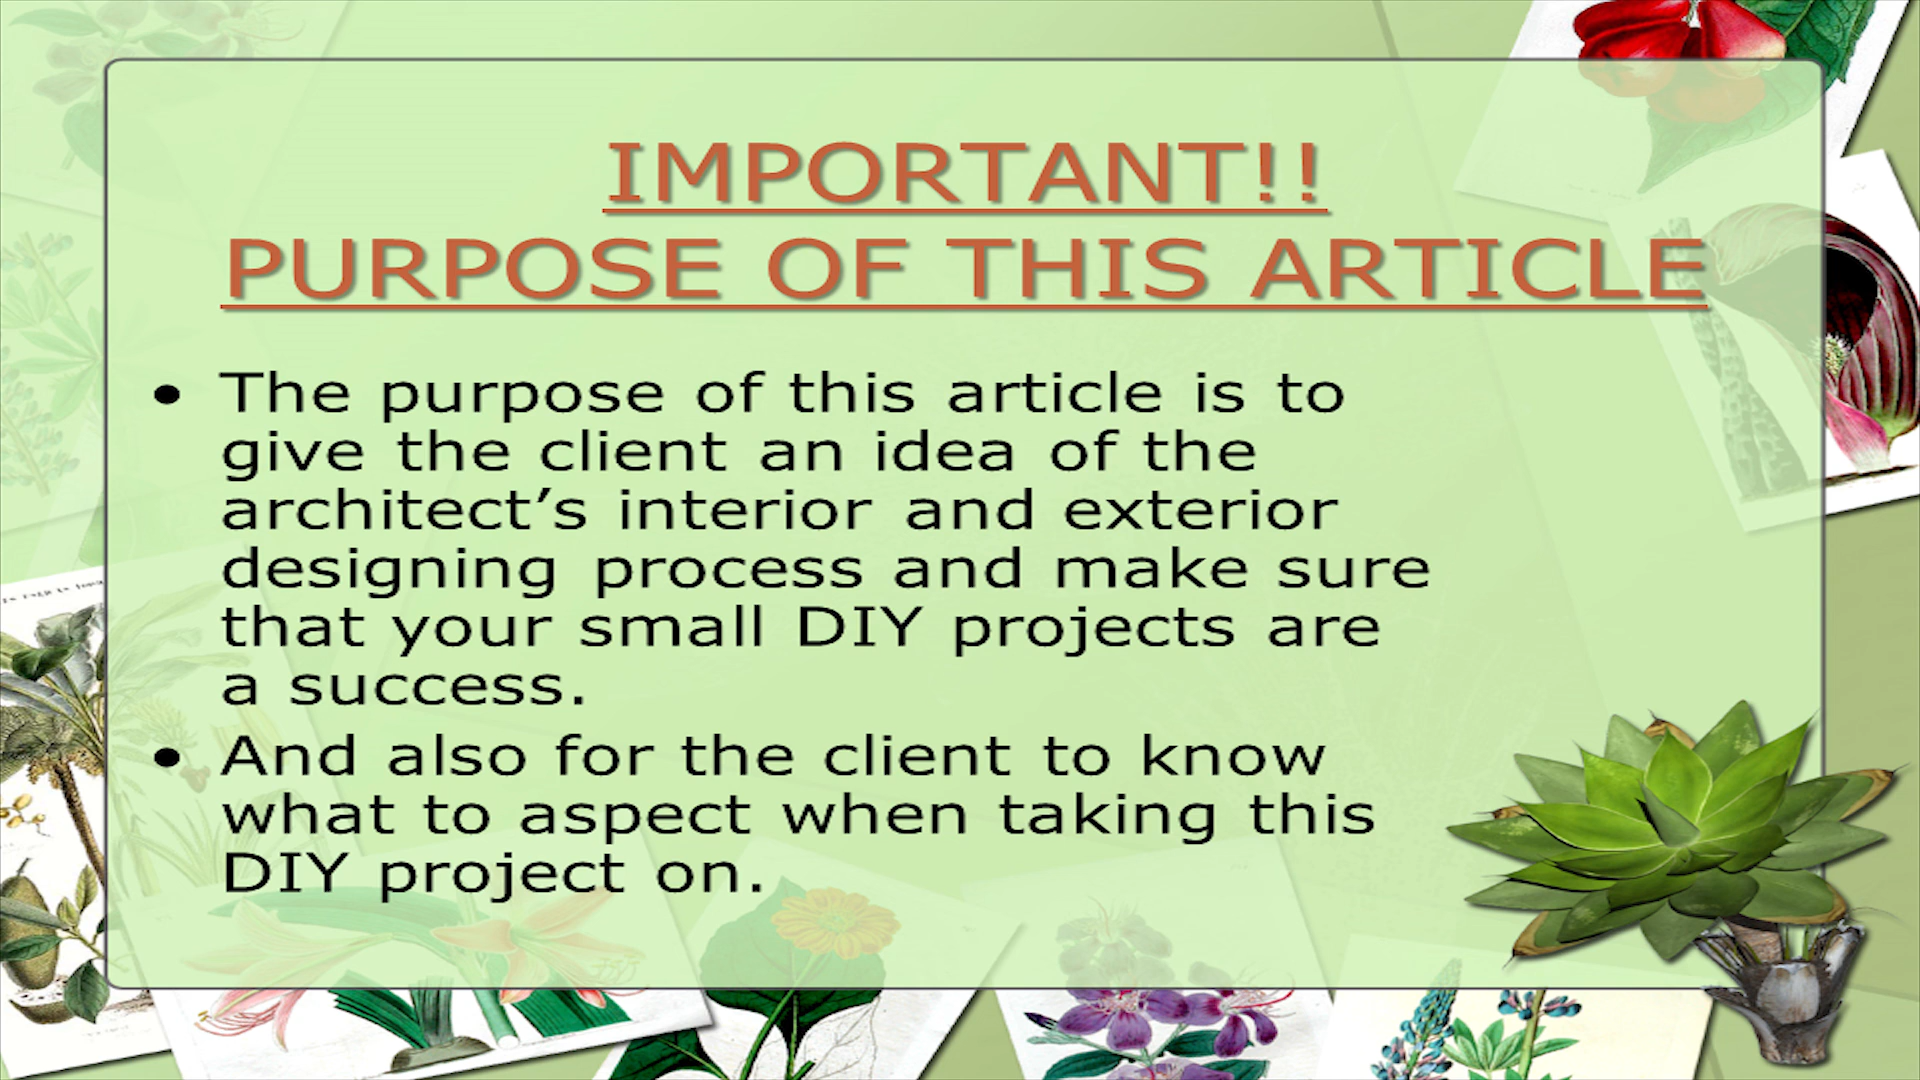 IMPORTANT!!
PURPOSE OF THIS ARTICLE
• The purpose of this article is to
give the client an idea of the
architect’s interior and exterior
designing process and make sure
that your small DIY projects are
a success.
• And also for the client to know
what to aspect when taking this
DIY project on.